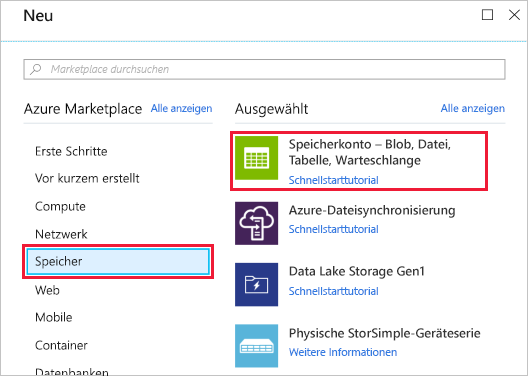 Neu
Marketplace durchsuchen
Azure Marketplace Alle anzeigen
Erste Schritte
Vor kurzem erstellt
Compute
Netzwerk
Speicher
Web
Mobile
Container
Datenbanken
Ausgewählt Alle anzeigen
Speicherkonto – Blob, Datei,
Tabelle, Warteschlange
Schnellstarttutorial
Azure-Dateisynchronisierung
Schnellstarttutorial
Data Lake Storage Gen1
Schnellstarttutorial
Physische StorSimple-Geräteserie
Weitere Informationen